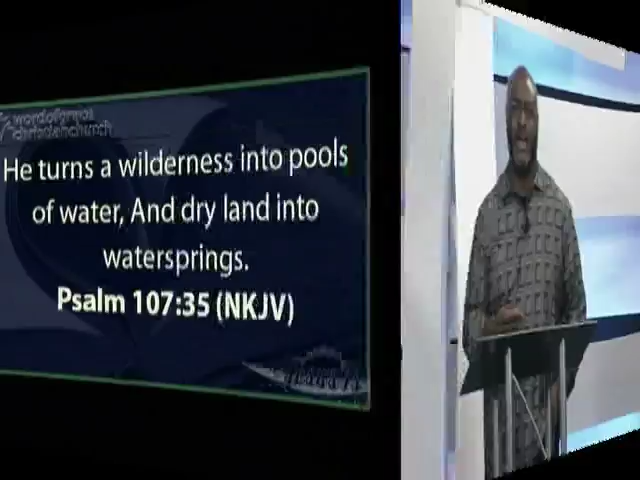 He turns a wilderness into pools
of water, And dry land into
watersprings.
Psalm 107:35 (NKJV)